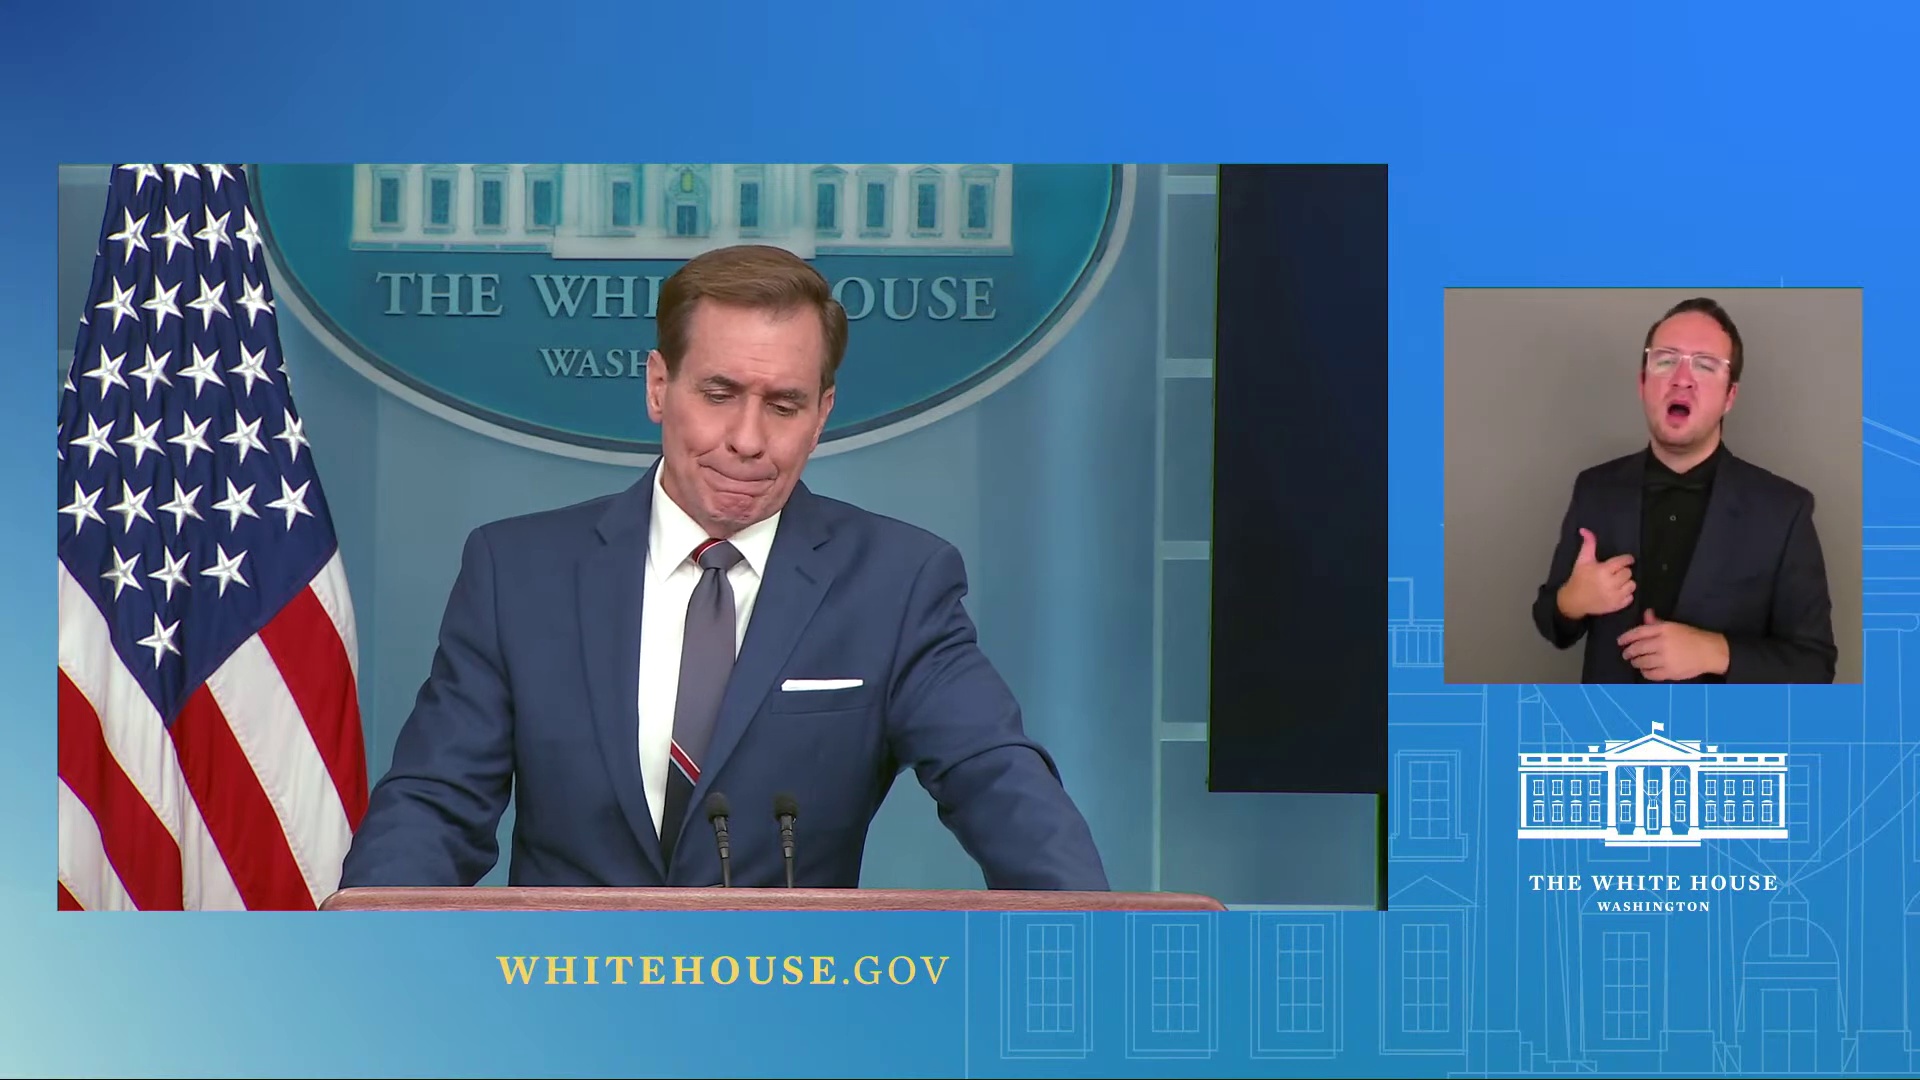 THE WHI OUSE
WASH
THE WHITE HOUSE
WASHINGTON
WHITEHOUSE.GOV